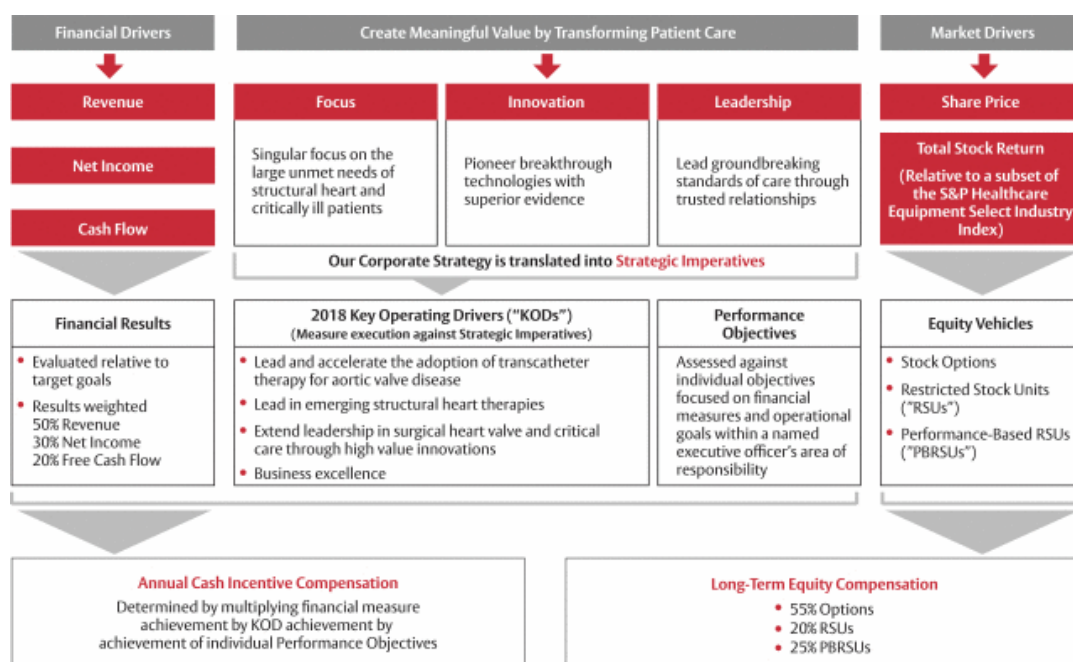 Financial Drivers
Create Meaningful Value by Transforming Patient Care
Market Drivers
Revenue
Net Income
Cash Flow
Focus
Singular focus on the
large unmet needs of
structural heart and
critically ill patients
Innovation
Pioneer breakthrough
technologies with
superior evidence
Leadership
Lead groundbreaking
standards of care through
trusted relationships
Share Price
Total Stock Return
(Relative to a subset of
the S&P Healthcare
Equipment Select Industry
Index)
Our Corporate Strategy is translated into Strategic Imperatives
Financial Results
• Evaluated relative to
target goals
• Results weighted
50% Revenue
30% Net Income
20% Free Cash Flow
2018 Key Operating Drivers ("KODs")
(Measure execution against Strategic Imperatives)
• Lead and accelerate the adoption of transcatheter
therapy for aortic valve disease
• Lead in emerging structural heart therapies
• Extend leadership in surgical heart valve and critical
care through high value innovations
• Business excellence
Performance
Objectives
Assessed against
individual objectives
focused on financial
measures and operational
goals within a named
executive officer's area of
responsibility
Equity Vehicles
• Stock Options
• Restricted Stock Units
("RSUs")
• Performance-Based RSUs
("PBRSUs")
Annual Cash Incentive Compensation
Determined by multiplying financial measure
achievement by KOD achievement by
achievement of individual Performance Objectives
Long-Term Equity Compensation
• 55% Options
• 20% RSUs
• 25% PBRSUs